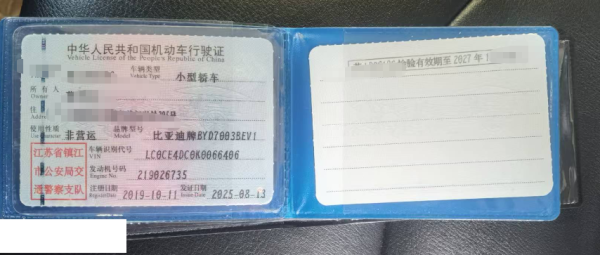 中华人民共和国机动车行驶证
Vehicle License of the People's Republic of China
车辆类型 小型轿车
Vehicle Type
所有人
Owner
住
使用性质 非营运 品牌型号 比亚迪牌BYD7003BEV1
Use Character Model
江苏省镇江
市公安局交
通警察支队
车辆识别代号 LC0CE4DC0K0066406
VIN
发动机号码 219026735
Engine No.
注册日期 2019-10-11 发证日期 2025-08-13
Register Date Issue Date
检验有效期至 2027 年 1